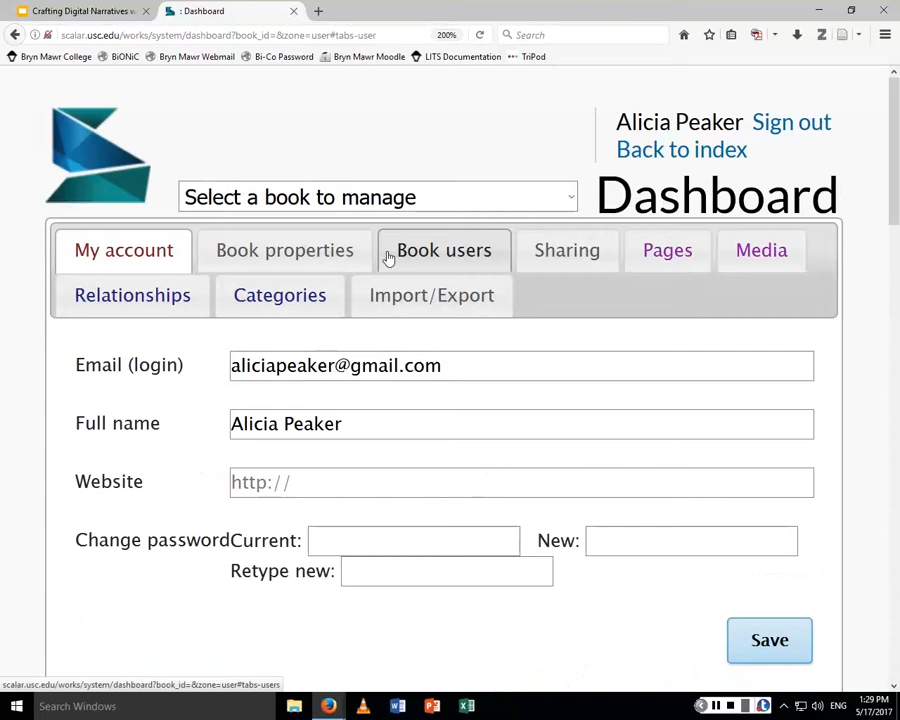 Crafting Digital Narratives w
: Dashboard
scalar.usc.edu/works/system/dashboard?book_id=&zone=user#tabs-user
200%
Search
Bryn Mawr College
BiONiC
Bryn Mawr Webmail
Bi-Co Password
Bryn Mawr Moodle
LITS Documentation
TriPod
Alicia Peaker Sign out
Back to index
Select a book to manage
Dashboard
My account
Book properties
Book users
Sharing
Pages
Media
Relationships
Categories
Import/Export
Email (login)
aliciapeaker@gmail.com
Full name
Alicia Peaker
Website
http://
Change password
Current:
New:
Retype new:
Save
scalar.usc.edu/works/system/dashboard?book_id=&zone=user#tabs-users
Search Windows
ENG
1:29 PM
5/17/2017